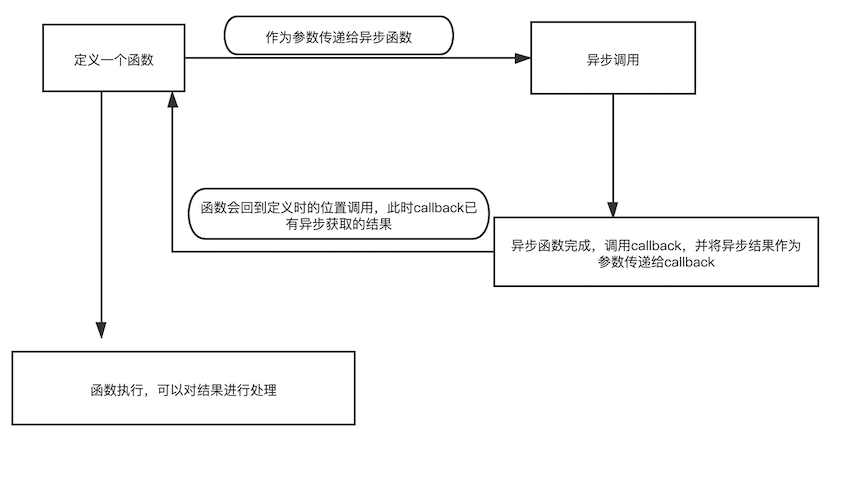 定义一个函数
作为参数传递给异步函数
异步调用
函数会回到定义时的位置调用，此时callback已
有异步获取的结果
异步函数完成，调用callback，并将异步结果作为
参数传递给callback
函数执行，可以对结果进行处理